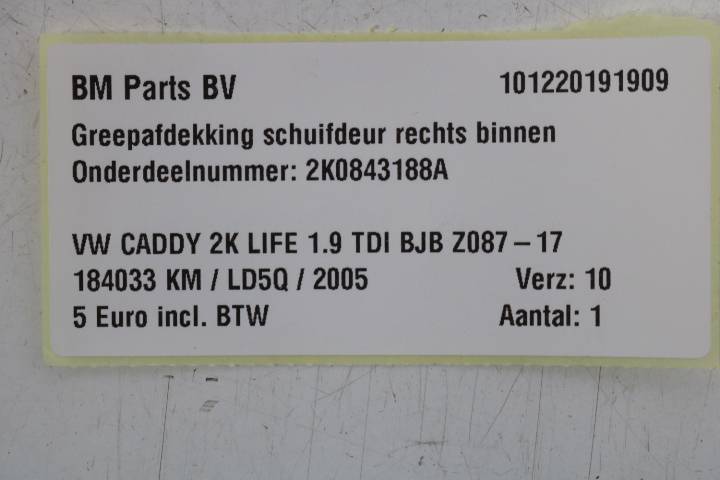 BM Parts BV 101220191909
Greepafdekking schuifdeur rechts binnen
Onderdeelnummer: 2K0843188A
VW CADDY 2K LIFE 1.9 TDI BJB Z087 – 17
184033 KM / LD5Q / 2005 Verz: 10
5 Euro incl. BTW Aantal: 1